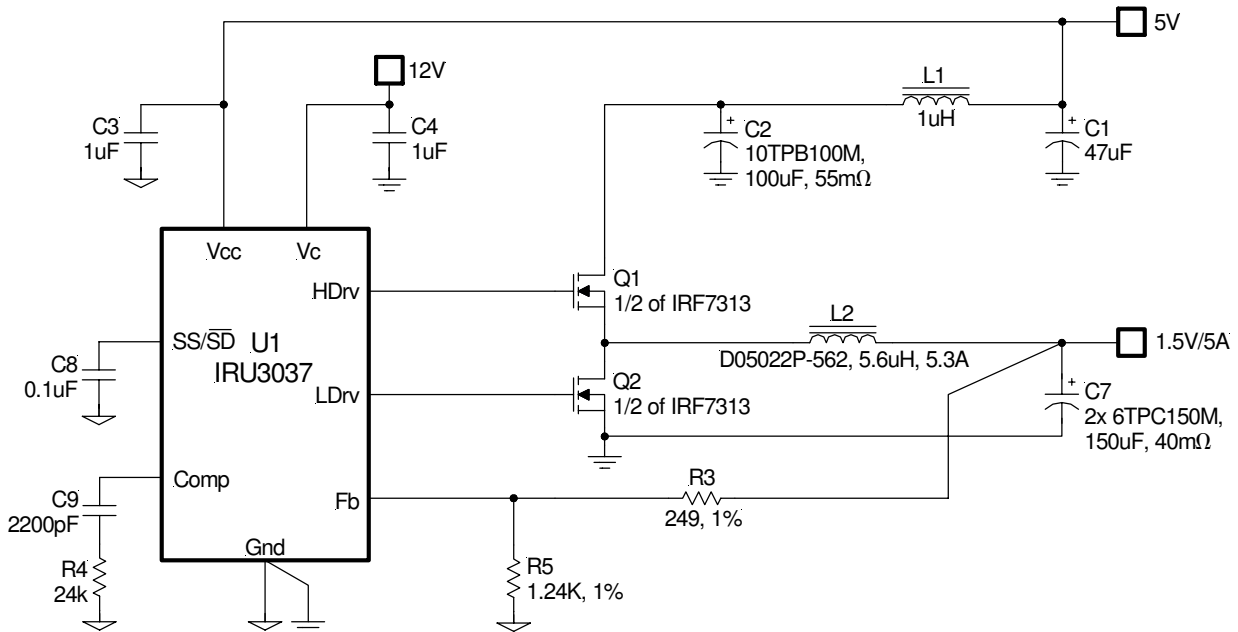 5V
12V
L1
1uH
C3
1uF
C4
1uF
C2
10TPB100M,
100uF, 55mΩ
C1
47uF
Vcc
Vc
HDrv
Q1
1/2 of IRF7313
L2
D05022P-562, 5.6uH, 5.3A
1.5V/5A
SS/SD
U1
IRU3037
C8
0.1uF
LDrv
Q2
1/2 of IRF7313
C7
2x 6TPC150M,
150uF, 40mΩ
Comp
C9
2200pF
Fb
R3
249, 1%
Gnd
R4
24k
R5
1.24K, 1%